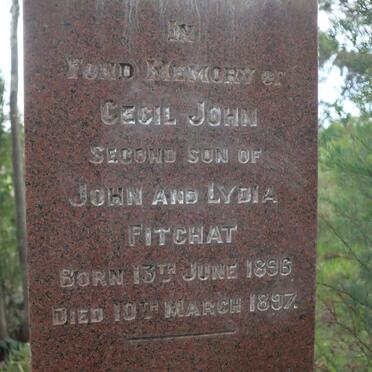 IN
FOND MEMORY OF
CECIL JOHN
SECOND SON OF
JOHN AND LYDIA
FITCHAT
BORN 13TH JUNE 1896
DIED 10TH MARCH 1897.